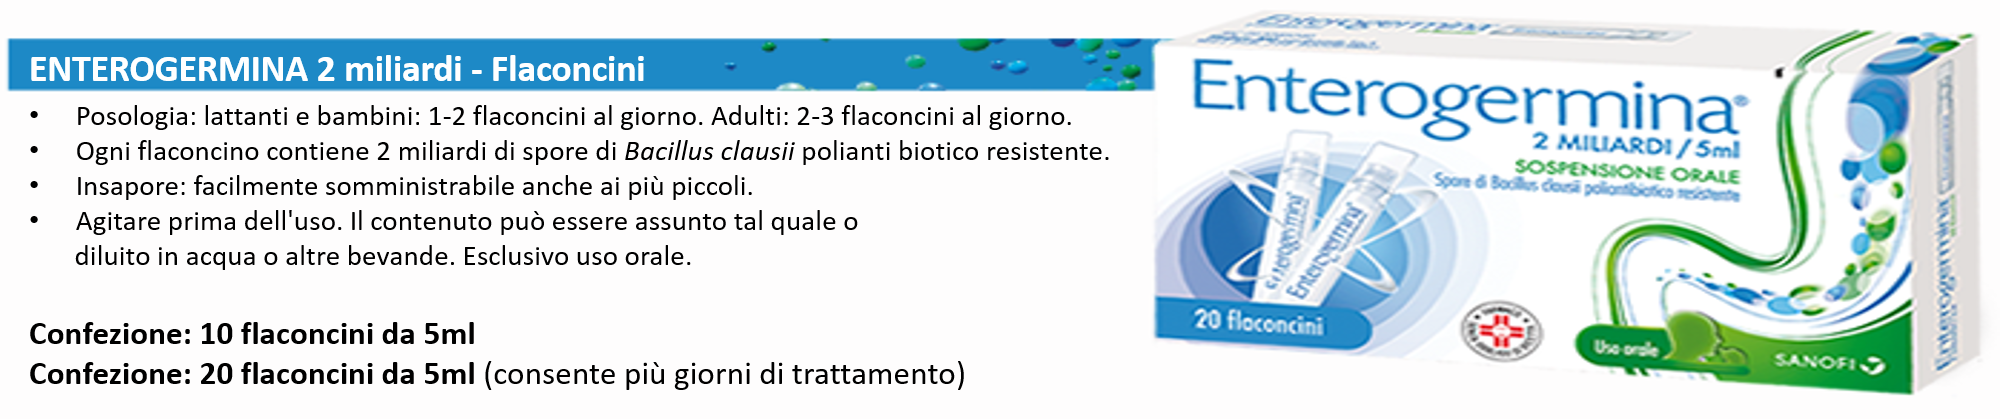 ENTEROGERMINA 2 miliardi - Flaconcini
• Posologia: lattanti e bambini: 1-2 flaconcini al giorno. Adulti: 2-3 flaconcini al giorno.
• Ogni flaconcino contiene 2 miliardi di spore di Bacillus clausii polianti biotico resistente.
• Insapore: facilmente somministrabile anche ai più piccoli.
• Agitare prima dell'uso. Il contenuto può essere assunto tal quale o
diluito in acqua o altre bevande. Esclusivo uso orale.
Confezione: 10 flaconcini da 5ml
Confezione: 20 flaconcini da 5ml (consente più giorni di trattamento)
Enterogermina
Enterogermina®
2 MILIARDI/5ml
SOSPENSIONE ORALE
Spore di Bacillus clausii poliantibiotico resistente
Enterogermina
Enterogermina
20 flaconcini
Uso orale
SANOFI
Enterogermina